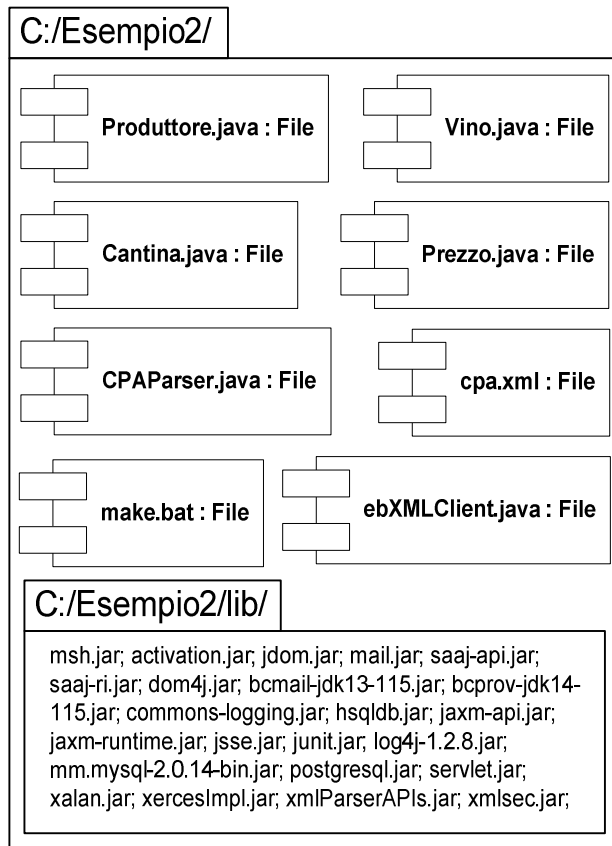 C:/Esempio2/
Produttore.java : File
Vino.java : File
Cantina.java : File
Prezzo.java : File
CPAParser.java : File
cpa.xml : File
make.bat : File
ebXMLClient.java : File
C:/Esempio2/lib/
msh.jar; activation.jar; jdom.jar; mail.jar; saaj-api.jar;
saaj-ri.jar; dom4j.jar; bcmail-jdk13-115.jar; bcprov-jdk14-
115.jar; commons-logging.jar; hsqldb.jar; jaxm-api.jar;
jaxm-runtime.jar; jsse.jar; junit.jar; log4j-1.2.8.jar;
mm.mysql-2.0.14-bin.jar; postgresql.jar; servlet.jar;
xalan.jar; xercesImpl.jar; xmlParserAPIs.jar; xmlsec.jar;